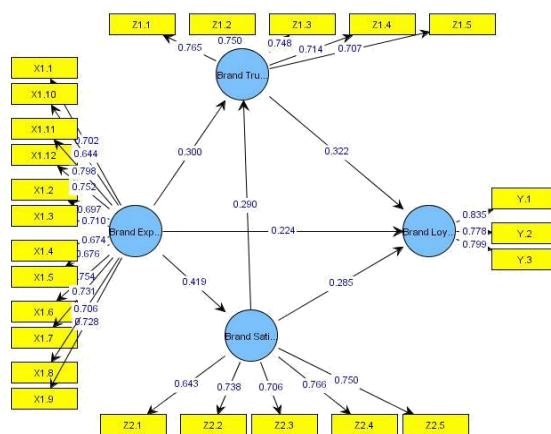 Z1.1 Z1.2 Z1.3 Z1.4 Z1.5
0.765 0.750 0.748 0.714 0.707
Brand Tru...
X1.1
X1.10
X1.11
X1.12
X1.2
X1.3
X1.4
X1.5
X1.6
X1.7
X1.8
X1.9
0.702
0.644
0.798
0.752
0.697
0.710
0.674
0.676
0.754
0.731
0.706
0.728
Brand Exp...
0.300
0.322
0.290
0.224
0.419
0.285
Brand Loy...
0.835
0.778
0.799
Y.1
Y.2
Y.3
Brand Sati...
0.643 0.738 0.706 0.766 0.750
Z2.1 Z2.2 Z2.3 Z2.4 Z2.5